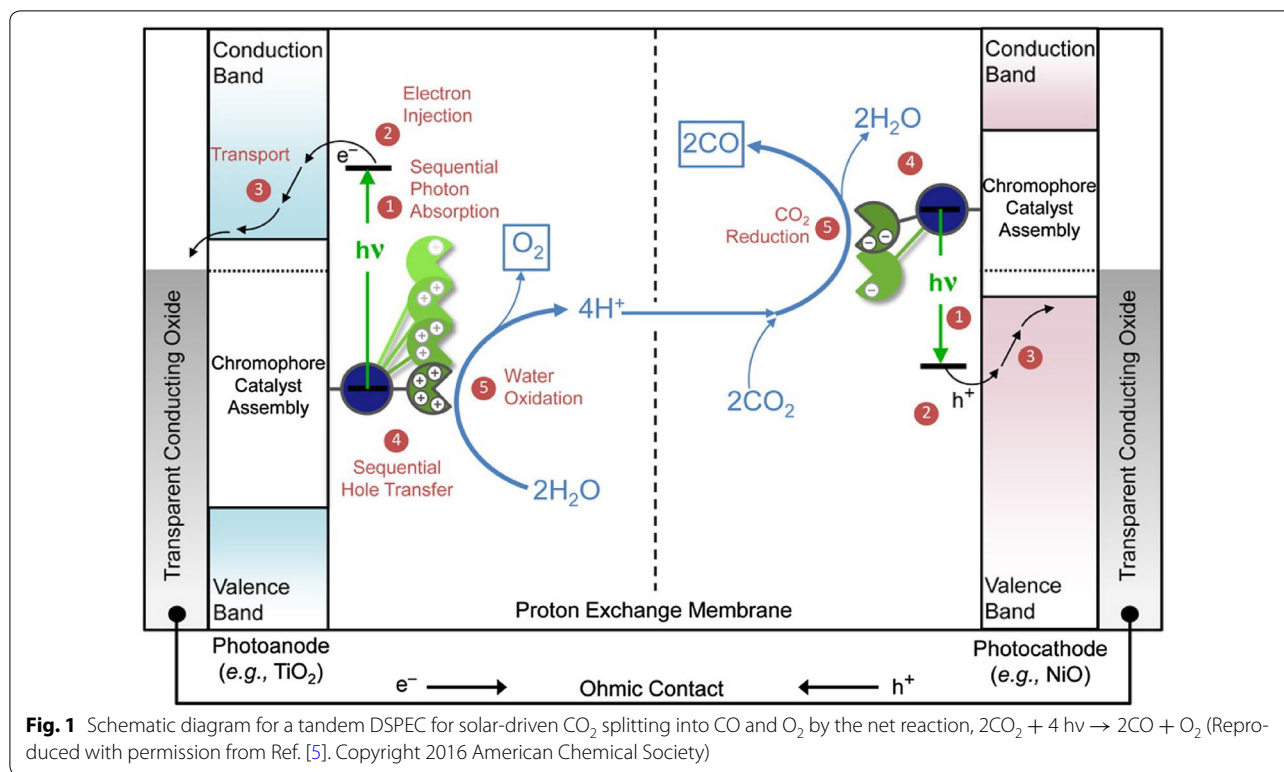 Conduction
Band
Electron
Injection
2
e⁻
Transport
3
Sequential
Photon
Absorption
1
hν
O₂
Chromophore
Catalyst
Assembly
+
+ +
+ + +
+ + + +
4
Sequential
Hole Transfer
5
Water
Oxidation
2H₂O
4H⁺
Transparent Conducting Oxide
Valence
Band
Photoanode
(e.g., TiO₂)
Proton Exchange Membrane
2CO
2H₂O
4
CO₂
Reduction
5
2CO₂
− −
−
hν
1
2
h⁺
3
Conduction
Band
Chromophore
Catalyst
Assembly
Valence
Band
Transparent Conducting Oxide
Photocathode
(e.g., NiO)
e⁻
Ohmic Contact
h⁺
Fig. 1 Schematic diagram for a tandem DSPEC for solar-driven CO₂ splitting into CO and O₂ by the net reaction, 2CO₂ + 4 hν → 2CO + O₂ (Repro-
duced with permission from Ref. [5]. Copyright 2016 American Chemical Society)